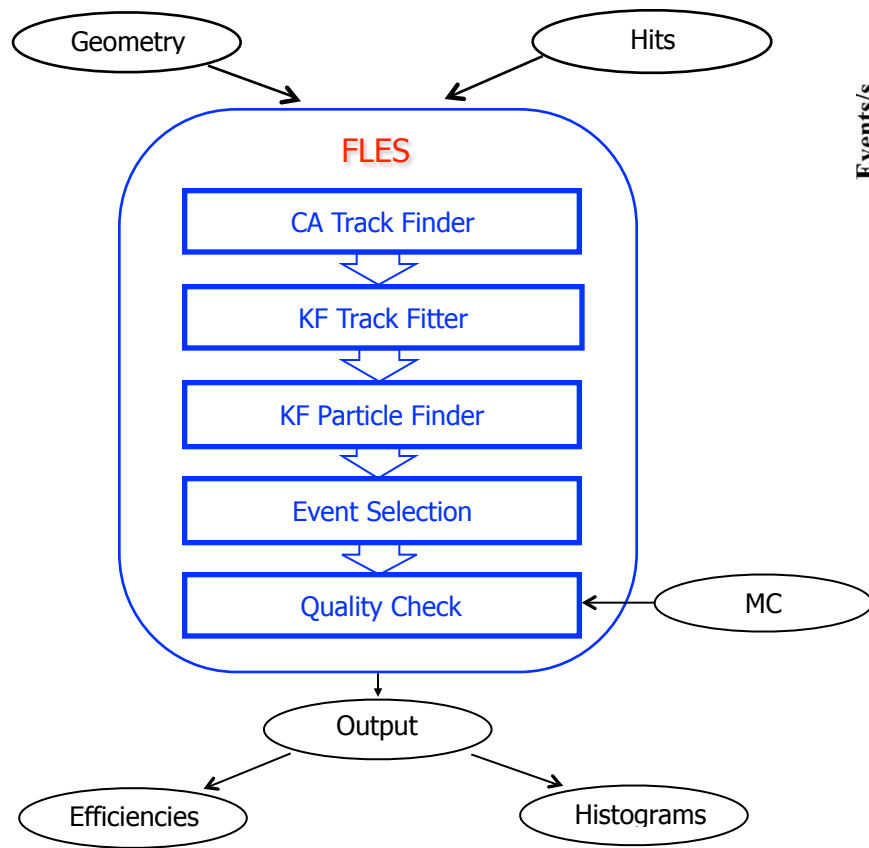 Geometry
Hits
Events/s
FLES
CA Track Finder
KF Track Fitter
KF Particle Finder
Event Selection
Quality Check
MC
Output
Efficiencies
Histograms